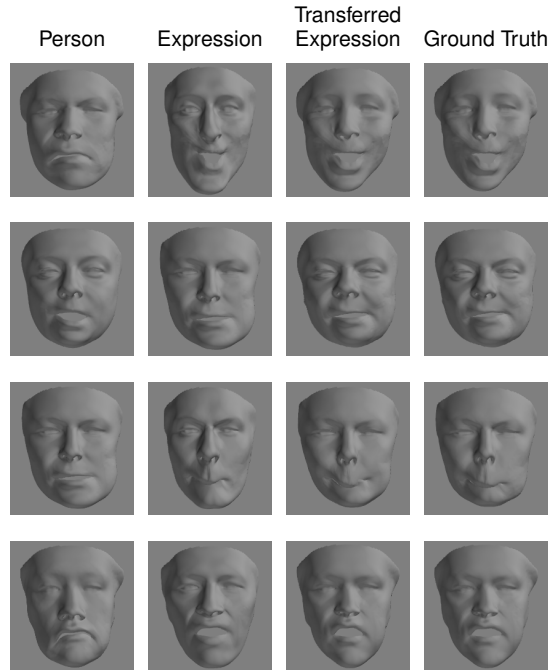 Person
Expression
Transferred
Expression
Ground Truth